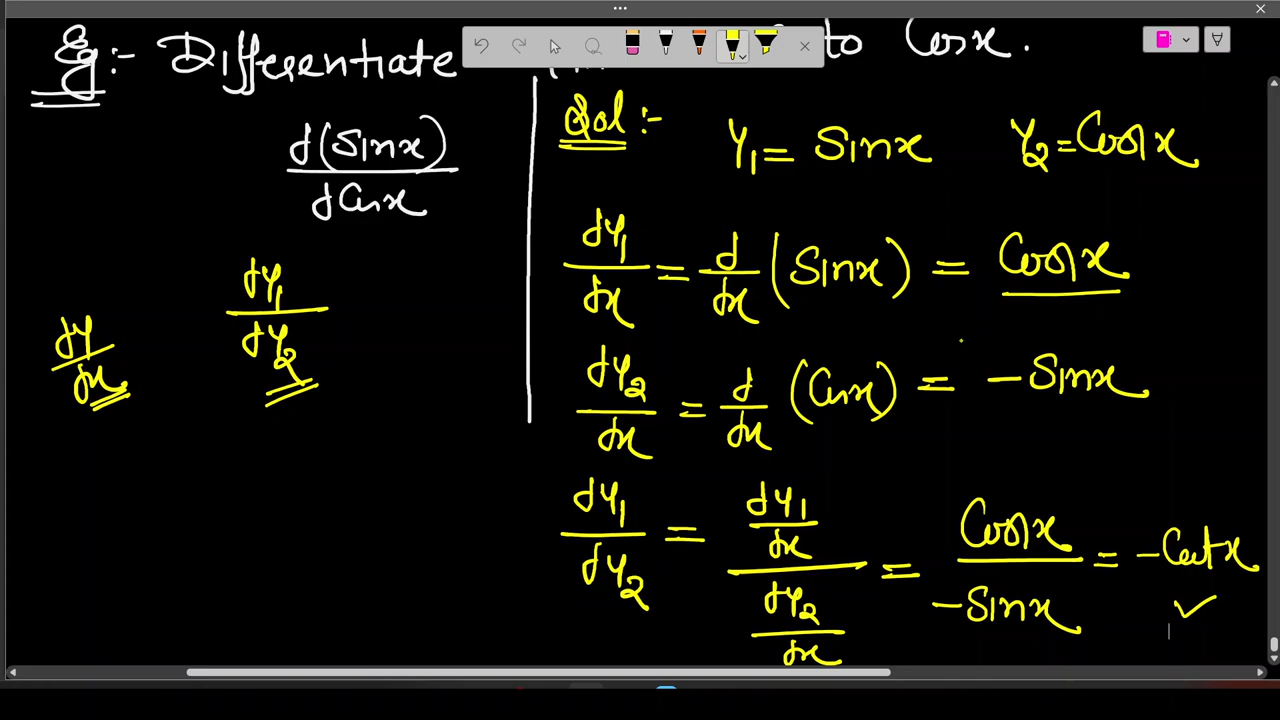 Eg:- Differentiate to Cosx.
d(Sinx)/dCosx
dy/dx
dy1/dy2
Sol:- y1 = Sinx y2 = Cosx
dy1/dx = d/dx (Sinx) = Cosx
dy2/dx = d/dx (Cosx) = -Sinx
dy1/dy2 = (dy1/dx)/(dy2/dx) = Cosx/-Sinx = -Cotx ✓